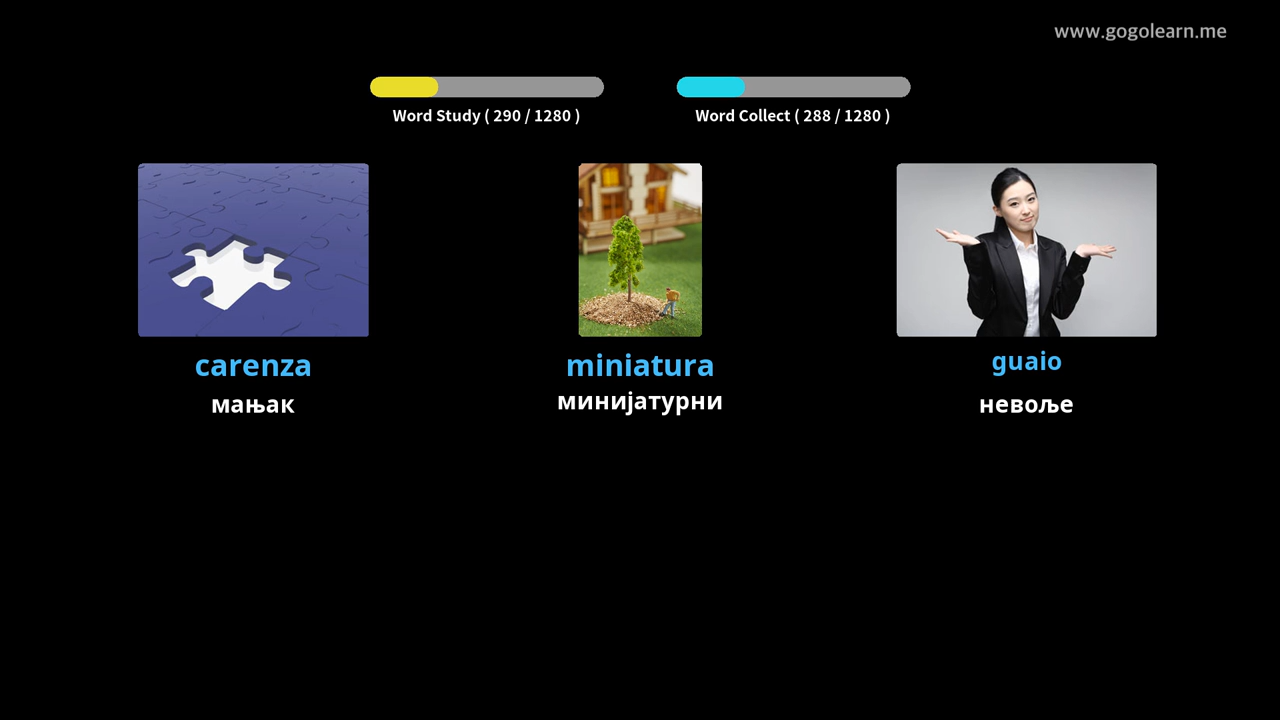 www.gogolearn.me
Word Study ( 290 / 1280 )
Word Collect ( 288 / 1280 )
carenza
мањак
miniatura
минијатурни
guaio
невоље